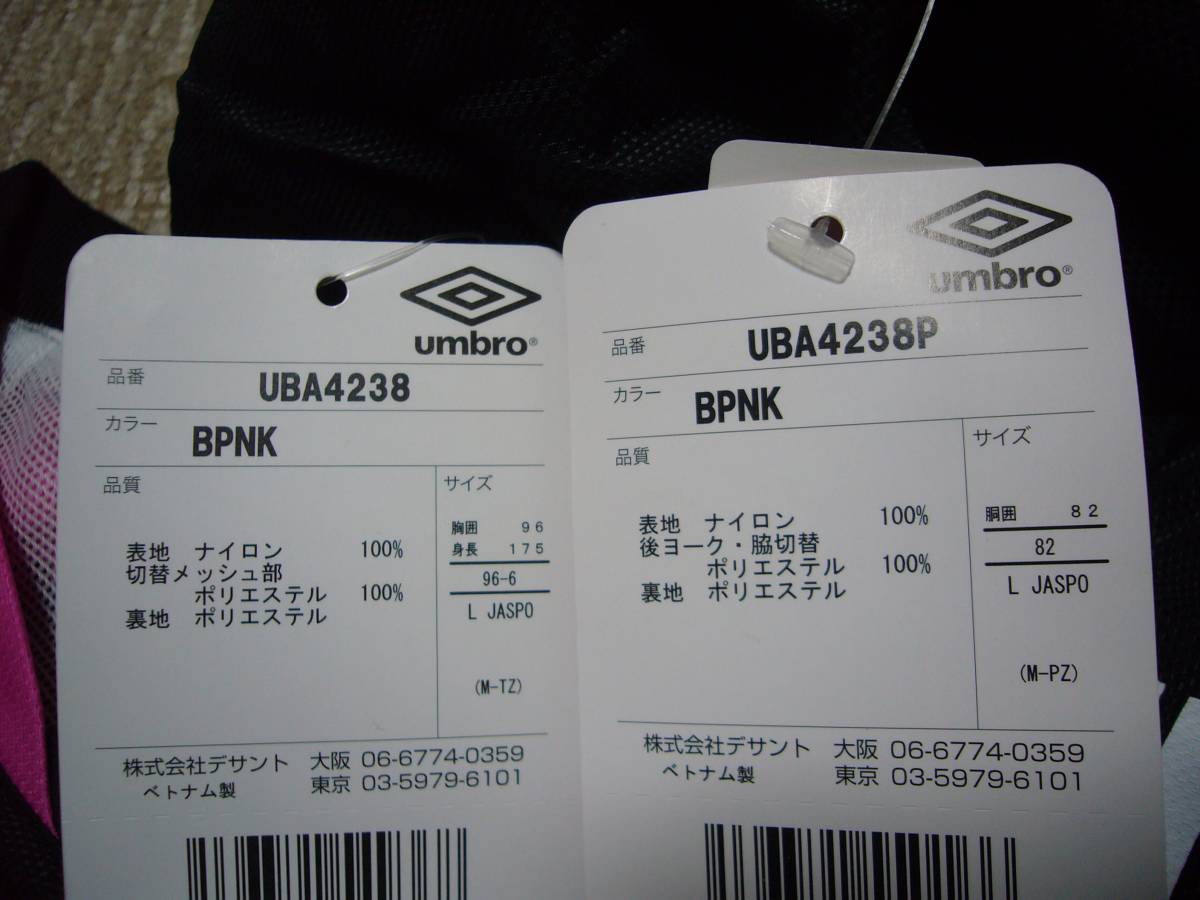 umbro®
品番 UBA4238
カラー BPNK
品質
サイズ
胸囲 96
身長 175
96-6
L JASPO
(M-TZ)
表地 ナイロン 100%
切替メッシュ部
ポリエステル 100%
裏地 ポリエステル
株式会社デサント 大阪 06-6774-0359
ベトナム製 東京 03-5979-6101
umbro®
品番 UBA4238P
カラー BPNK
品質
サイズ
胴囲 82
82
L JASPO
(M-PZ)
表地 ナイロン 100%
後ヨーク・脇切替
ポリエステル 100%
裏地 ポリエステル
株式会社デサント 大阪 06-6774-0359
ベトナム製 東京 03-5979-6101